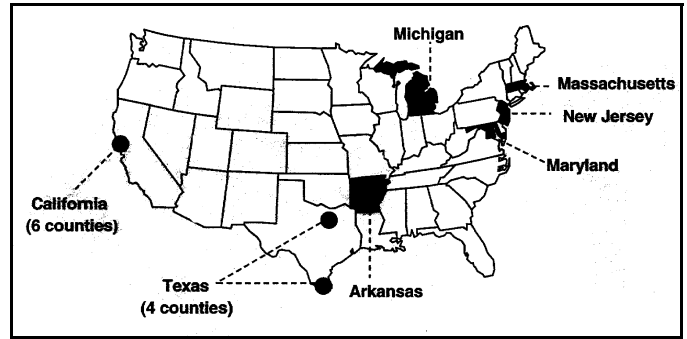 Michigan
Massachusetts
New Jersey
Maryland
California
(6 counties)
Texas
(4 counties)
Arkansas